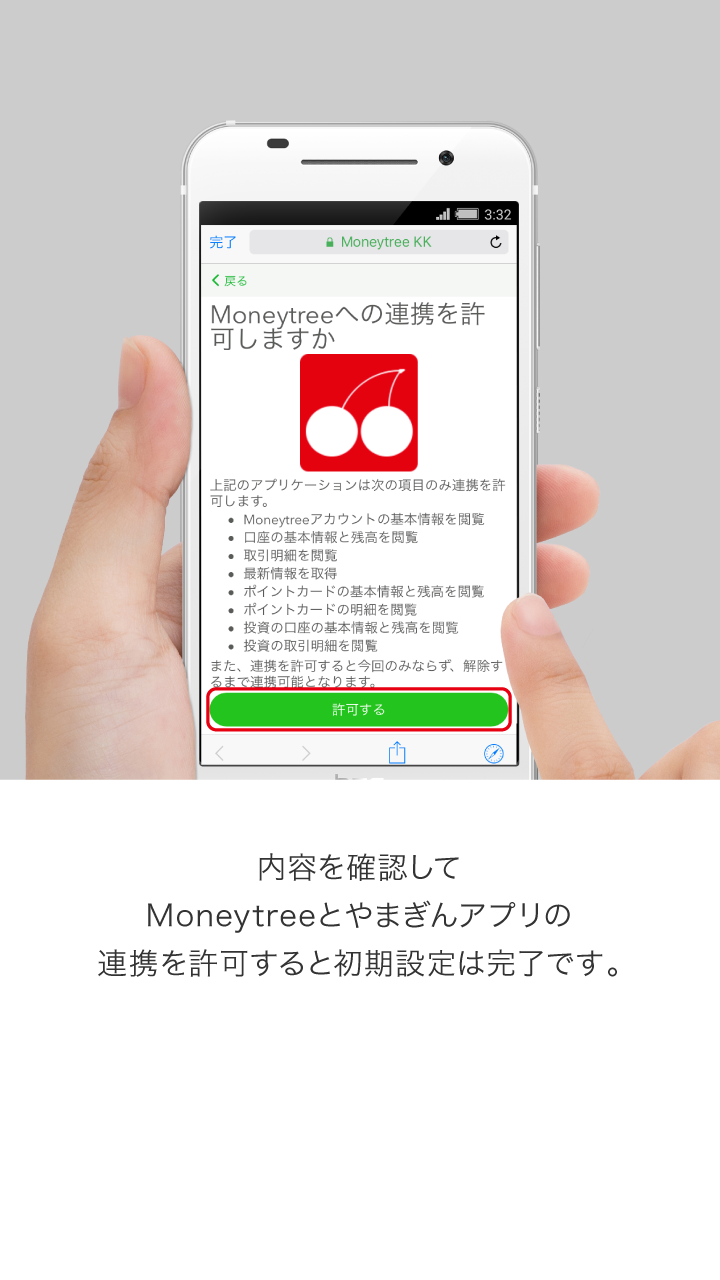 3:32
完了
Moneytree KK
戻る
Moneytreeへの連携を許
可しますか
上記のアプリケーションは次の項目のみ連携を許
可します。
• Moneytreeアカウントの基本情報を閲覧
• 口座の基本情報と残高を閲覧
• 取引明細を閲覧
• 最新情報を取得
• ポイントカードの基本情報と残高を閲覧
• ポイントカードの明細を閲覧
• 投資の口座の基本情報と残高を閲覧
• 投資の取引明細を閲覧
また、連携を許可すると今回のみならず、解除す
るまで連携可能となります。
許可する
内容を確認して
Moneytreeとやまぎんアプリの
連携を許可すると初期設定は完了です。